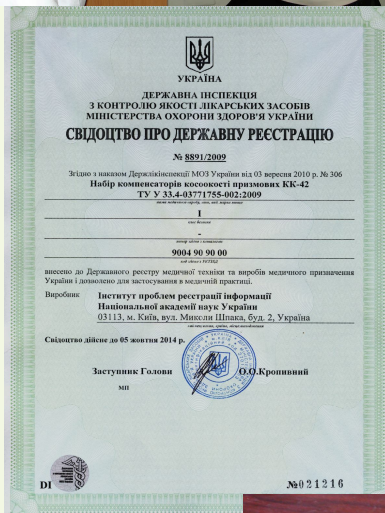 УКРАЇНА
ДЕРЖАВНА ІНСПЕКЦІЯ
З КОНТРОЛЮ ЯКОСТІ ЛІКАРСЬКИХ ЗАСОБІВ
МІНІСТЕРСТВА ОХОРОНИ ЗДОРОВ'Я УКРАЇНИ
СВІДОЦТВО ПРО ДЕРЖАВНУ РЕЄСТРАЦІЮ
№ 8891/2009
Згідно з наказом Держлікінспекції МОЗ України від 03 вересня 2010 р. № 306
Набір компенсаторів косоокості призмових КК-42
ТУ У 33.4-03771755-002:2009
I
-
9004 90 90 00
внесено до Державного реєстру медичної техніки та виробів медичного призначення
України і дозволено для застосування в медичній практиці.
Виробник Інститут проблем реєстрації інформації
Національної академії наук України
03113, м. Київ, вул. Миколи Шпака, буд. 2, Україна
Свідоцтво дійсне до 05 жовтня 2014 р.
Заступник Голови О.О.Кропивний
МП
DI №021216